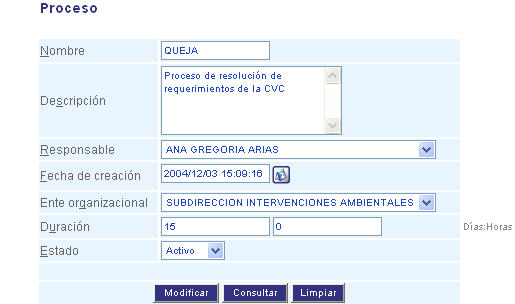 Proceso
Nombre QUEJA
Descripción Proceso de resolución de
requerimientos de la CVC
Responsable ANA GREGORIA ARIAS
Fecha de creación 2004/12/03 15:09:16
Ente organizacional SUBDIRECCION INTERVENCIONES AMBIENTALES
Duración 15 0 Días:Horas
Estado Activo
Modificar Consultar Limpiar